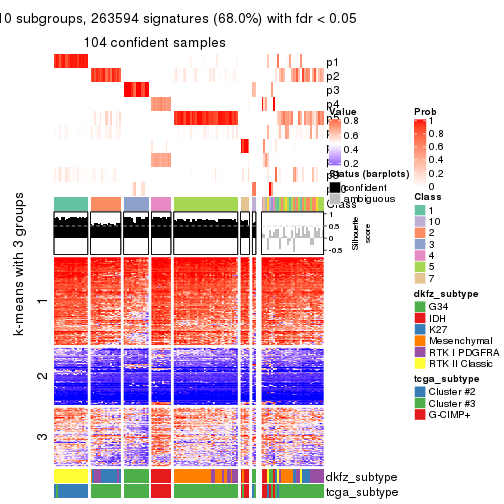 10 subgroups, 263594 signatures (68.0%) with fdr < 0.05
104 confident samples
p1
p2
p3
p4
Value
0.8
0.6
0.4
0.2
Prob
1
0.8
0.6
0.4
0.2
0
Status (barplots)
confident
ambiguous
Class
Class
1
10
2
3
4
5
7
1
0.5
0
-0.5
Silhouette
score
k-means with 3 groups
1
2
3
dkfz_subtype
G34
IDH
K27
Mesenchymal
RTK I PDGFRA
RTK II Classic
tcga_subtype
Cluster #2
Cluster #3
G-CIMP+
dkfz_subtype
tcga_subtype